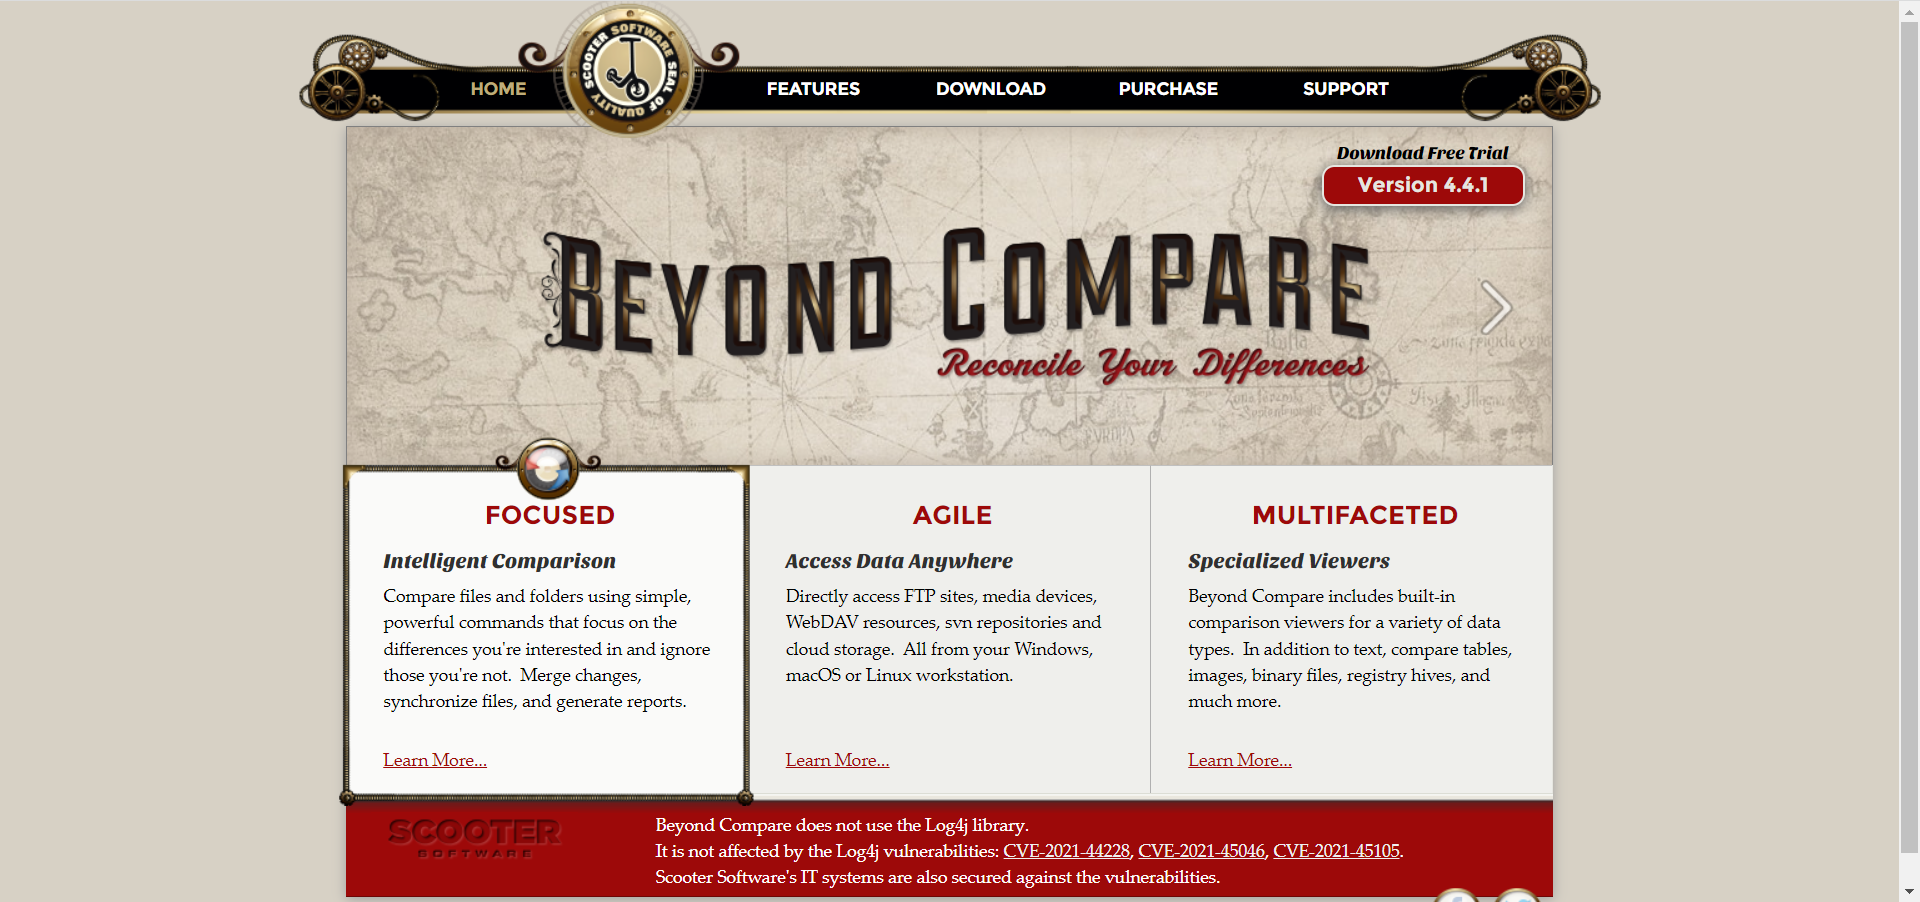 HOME
SCOOTER SOFTWARE SEAL OF QUALITY
FEATURES
DOWNLOAD
PURCHASE
SUPPORT
Download Free Trial
Version 4.4.1
BEYOND COMPARE
Reconcile Your Differences
EVROPA
FOCUSED
Intelligent Comparison
Compare files and folders using simple,
powerful commands that focus on the
differences you're interested in and ignore
those you're not.  Merge changes,
synchronize files, and generate reports.
Learn More...
AGILE
Access Data Anywhere
Directly access FTP sites, media devices,
WebDAV resources, svn repositories and
cloud storage.  All from your Windows,
macOS or Linux workstation.
Learn More...
MULTIFACETED
Specialized Viewers
Beyond Compare includes built-in
comparison viewers for a variety of data
types.  In addition to text, compare tables,
images, binary files, registry hives, and
much more.
Learn More...
SCOOTER
SOFTWARE
Beyond Compare does not use the Log4j library.
It is not affected by the Log4j vulnerabilities: CVE-2021-44228, CVE-2021-45046, CVE-2021-45105.
Scooter Software's IT systems are also secured against the vulnerabilities.